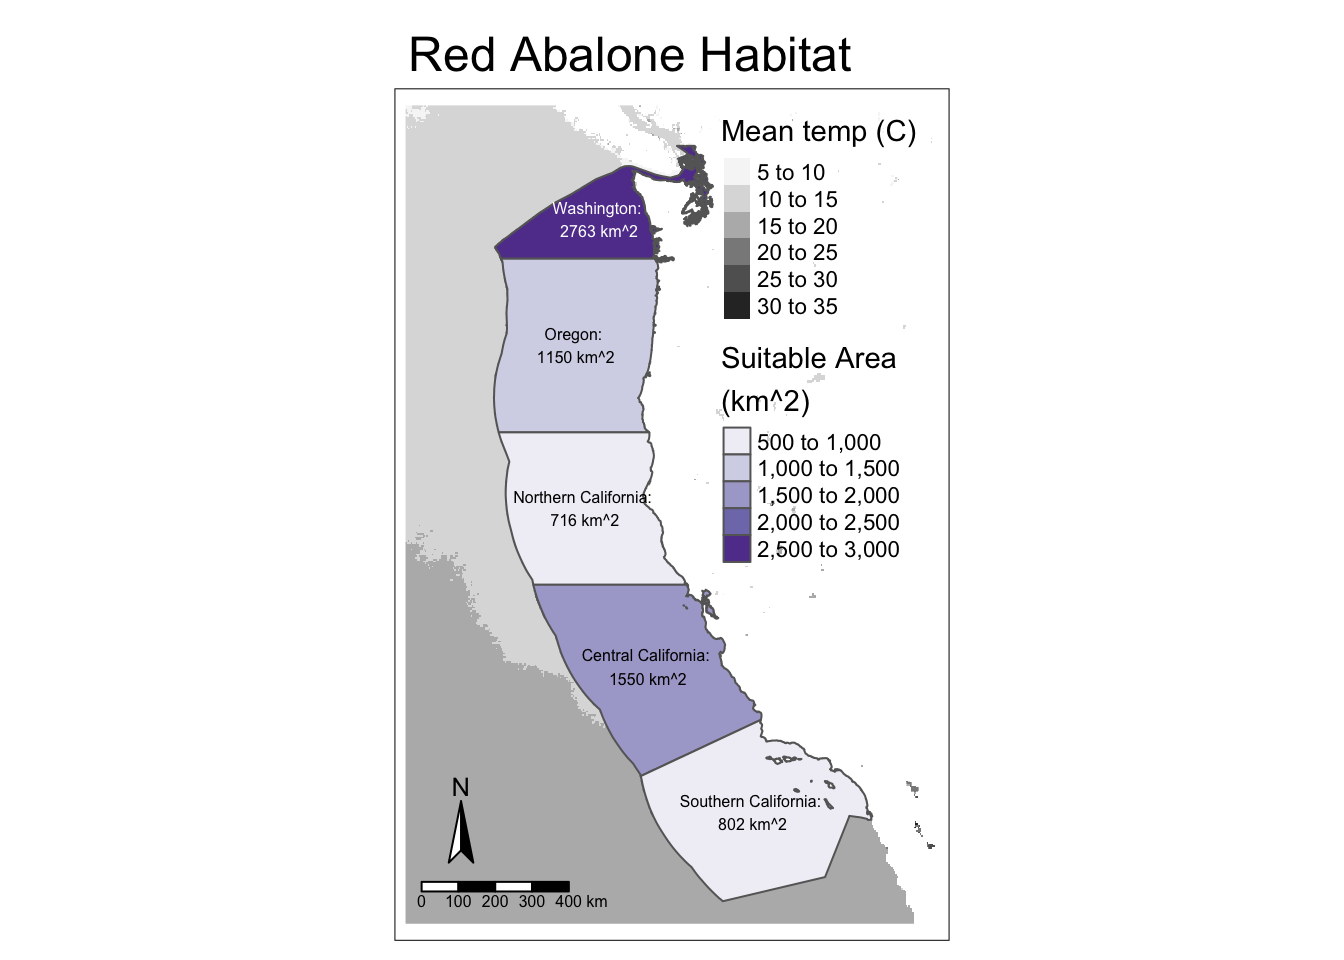 Red Abalone Habitat
Mean temp (C)
5 to 10
10 to 15
15 to 20
20 to 25
25 to 30
30 to 35
Suitable Area
(km^2)
500 to 1,000
1,000 to 1,500
1,500 to 2,000
2,000 to 2,500
2,500 to 3,000
Washington:
2763 km^2
Oregon:
1150 km^2
Northern California:
716 km^2
Central California:
1550 km^2
Southern California:
802 km^2
N
0 100 200 300 400 km